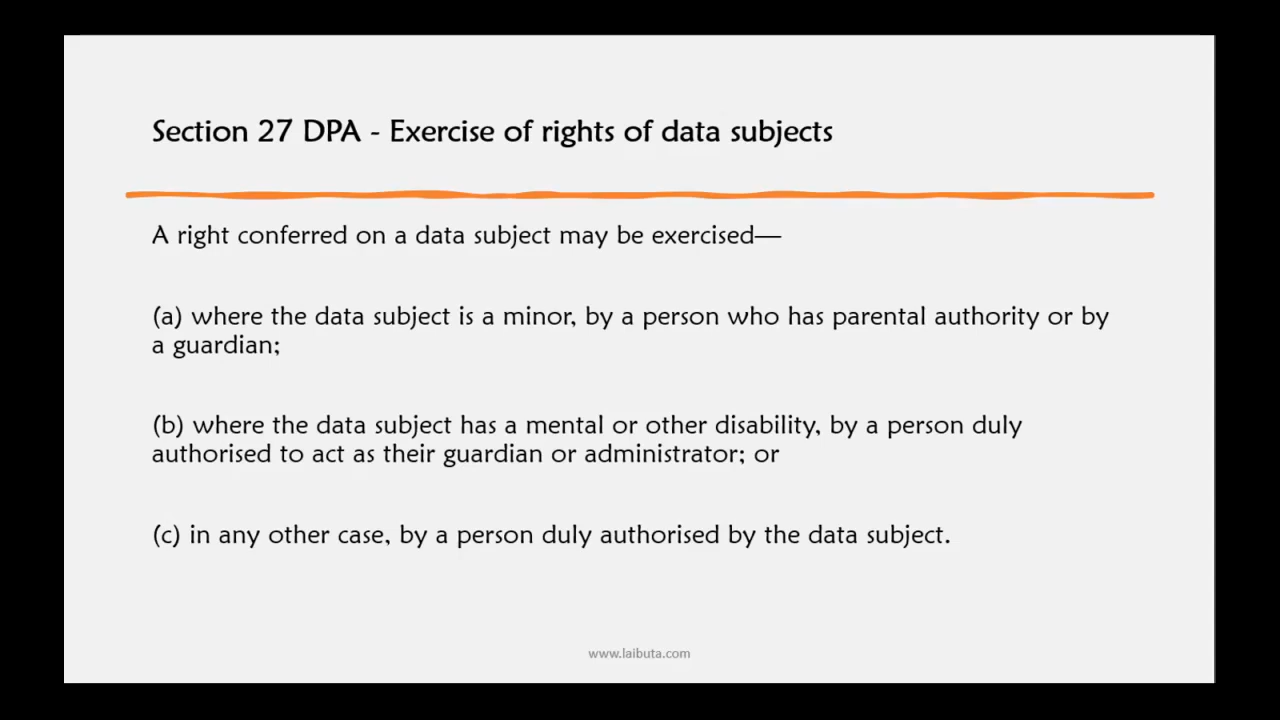 Section 27 DPA - Exercise of rights of data subjects
A right conferred on a data subject may be exercised—
(a) where the data subject is a minor, by a person who has parental authority or by
a guardian;
(b) where the data subject has a mental or other disability, by a person duly
authorised to act as their guardian or administrator; or
(c) in any other case, by a person duly authorised by the data subject.
www.laibuta.com